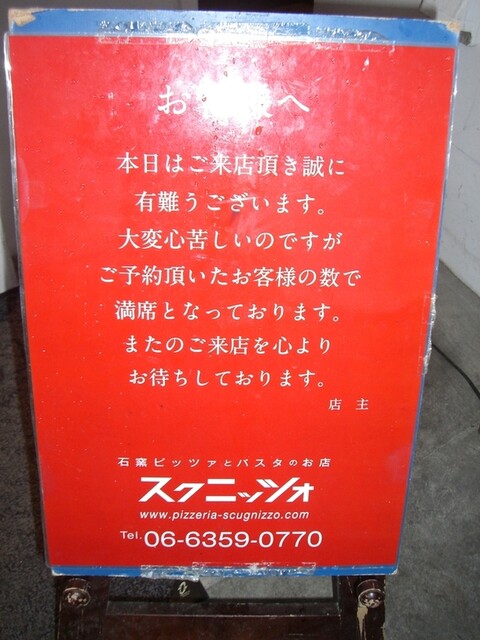 お客様へ
本日はご来店頂き誠に
有難うございます。
大変心苦しいのですが
ご予約頂いたお客様の数で
満席となっております。
またのご来店を心より
お待ちしております。
店 主
石窯ピッツァとパスタのお店
スクニッツォ
www.pizzeria-scugnizzo.com
Tel. 06-6359-0770